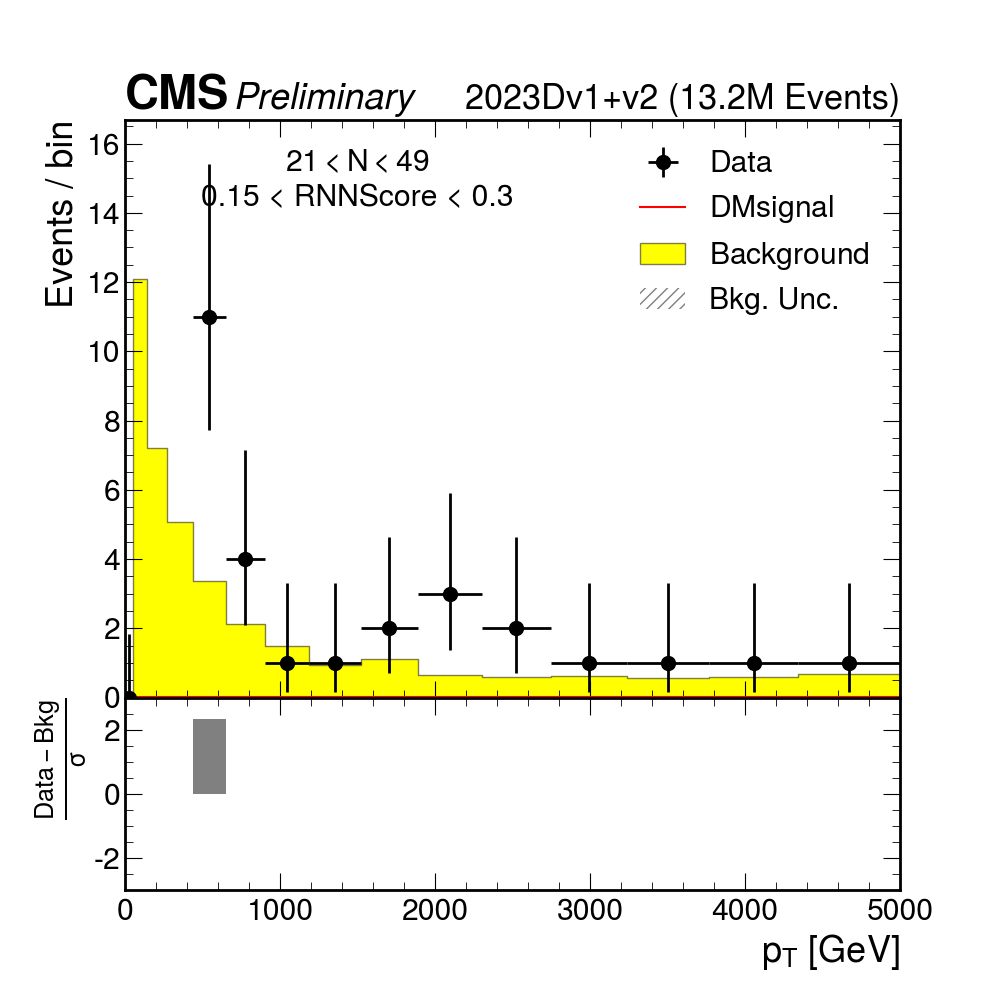 CMS Preliminary 2023Dv1+v2 (13.2M Events)
Events / bin
16
14
12
10
8
6
4
2
0
21 < N < 49
0.15 < RNNScore < 0.3
Data
DMsignal
Background
Bkg. Unc.
Data – Bkg
σ
2
0
-2
0 1000 2000 3000 4000 5000
pT [GeV]